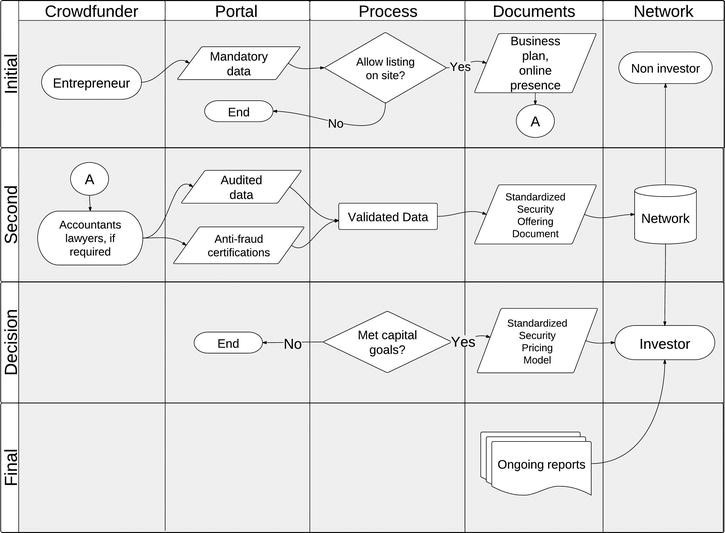 Crowdfunder
Portal
Process
Documents
Network
Initial
Entrepreneur
Mandatory
data
Allow listing
on site?
Yes
No
End
Business
plan,
online
presence
A
Non investor
Second
A
Accountants
lawyers, if
required
Audited
data
Anti-fraud
certifications
Validated Data
Standardized
Security
Offering
Document
Network
Decision
End
No
Met capital
goals?
Yes
Standardized
Security
Pricing
Model
Investor
Final
Ongoing reports